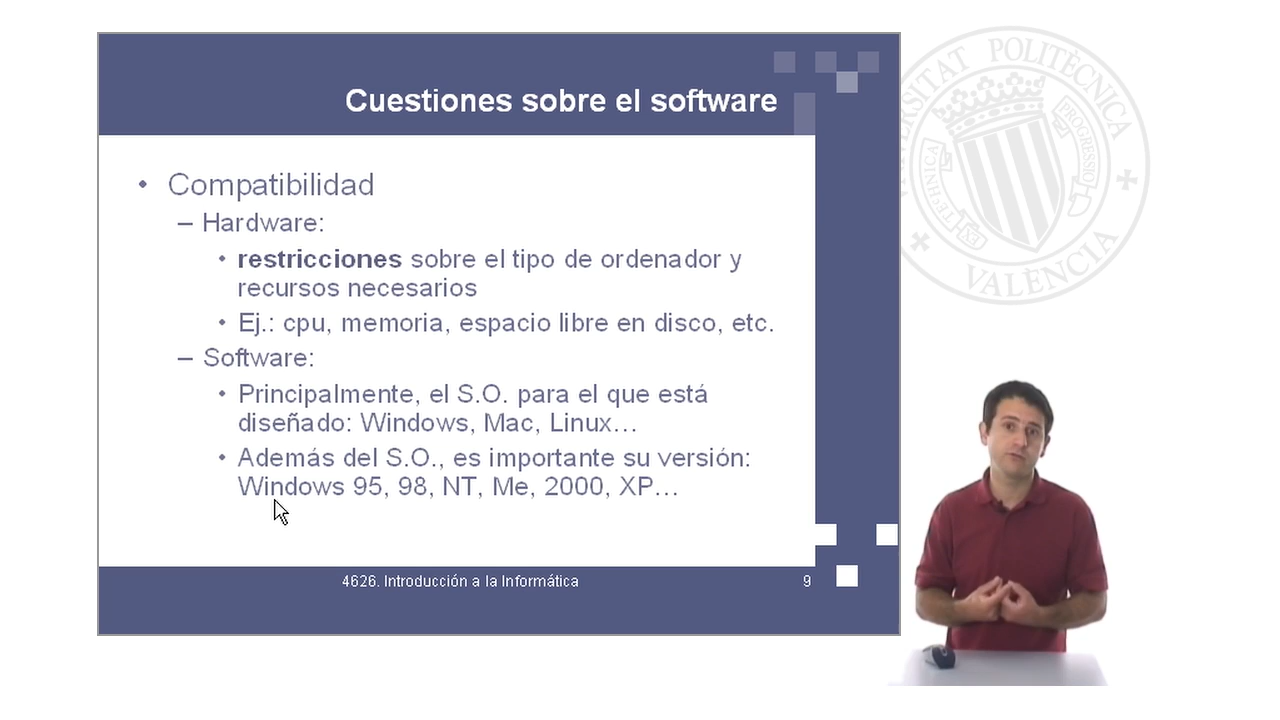 Cuestiones sobre el software
• Compatibilidad
– Hardware:
• restricciones sobre el tipo de ordenador y
recursos necesarios
• Ej.: cpu, memoria, espacio libre en disco, etc.
– Software:
• Principalmente, el S.O. para el que está
diseñado: Windows, Mac, Linux…
• Además del S.O., es importante su versión:
Windows 95, 98, NT, Me, 2000, XP…
4626. Introducción a la Informática
9
POLITÈCNICA
VALÈNCIA